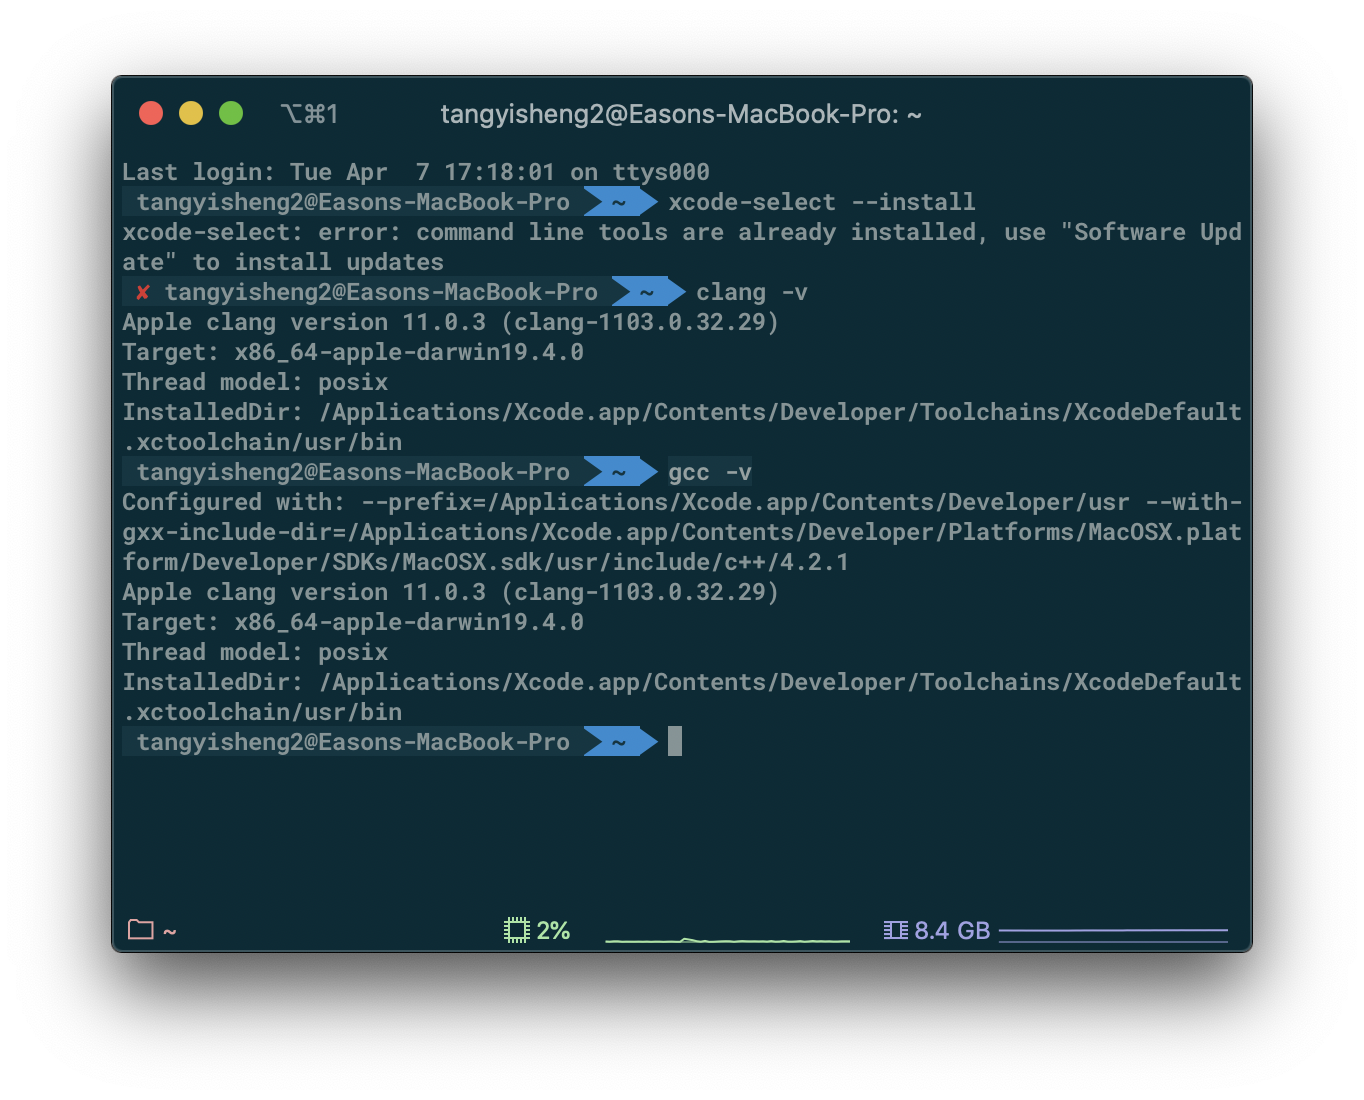 ⌥⌘1 tangyisheng2@Easons-MacBook-Pro: ~
Last login: Tue Apr  7 17:18:01 on ttys000
tangyisheng2@Easons-MacBook-Pro ~ xcode-select --install
xcode-select: error: command line tools are already installed, use "Software Upd
ate" to install updates
✘ tangyisheng2@Easons-MacBook-Pro ~ clang -v
Apple clang version 11.0.3 (clang-1103.0.32.29)
Target: x86_64-apple-darwin19.4.0
Thread model: posix
InstalledDir: /Applications/Xcode.app/Contents/Developer/Toolchains/XcodeDefault
.xctoolchain/usr/bin
tangyisheng2@Easons-MacBook-Pro ~ gcc -v
Configured with: --prefix=/Applications/Xcode.app/Contents/Developer/usr --with-
gxx-include-dir=/Applications/Xcode.app/Contents/Developer/Platforms/MacOSX.plat
form/Developer/SDKs/MacOSX.sdk/usr/include/c++/4.2.1
Apple clang version 11.0.3 (clang-1103.0.32.29)
Target: x86_64-apple-darwin19.4.0
Thread model: posix
InstalledDir: /Applications/Xcode.app/Contents/Developer/Toolchains/XcodeDefault
.xctoolchain/usr/bin
tangyisheng2@Easons-MacBook-Pro ~
~ 2% 8.4 GB